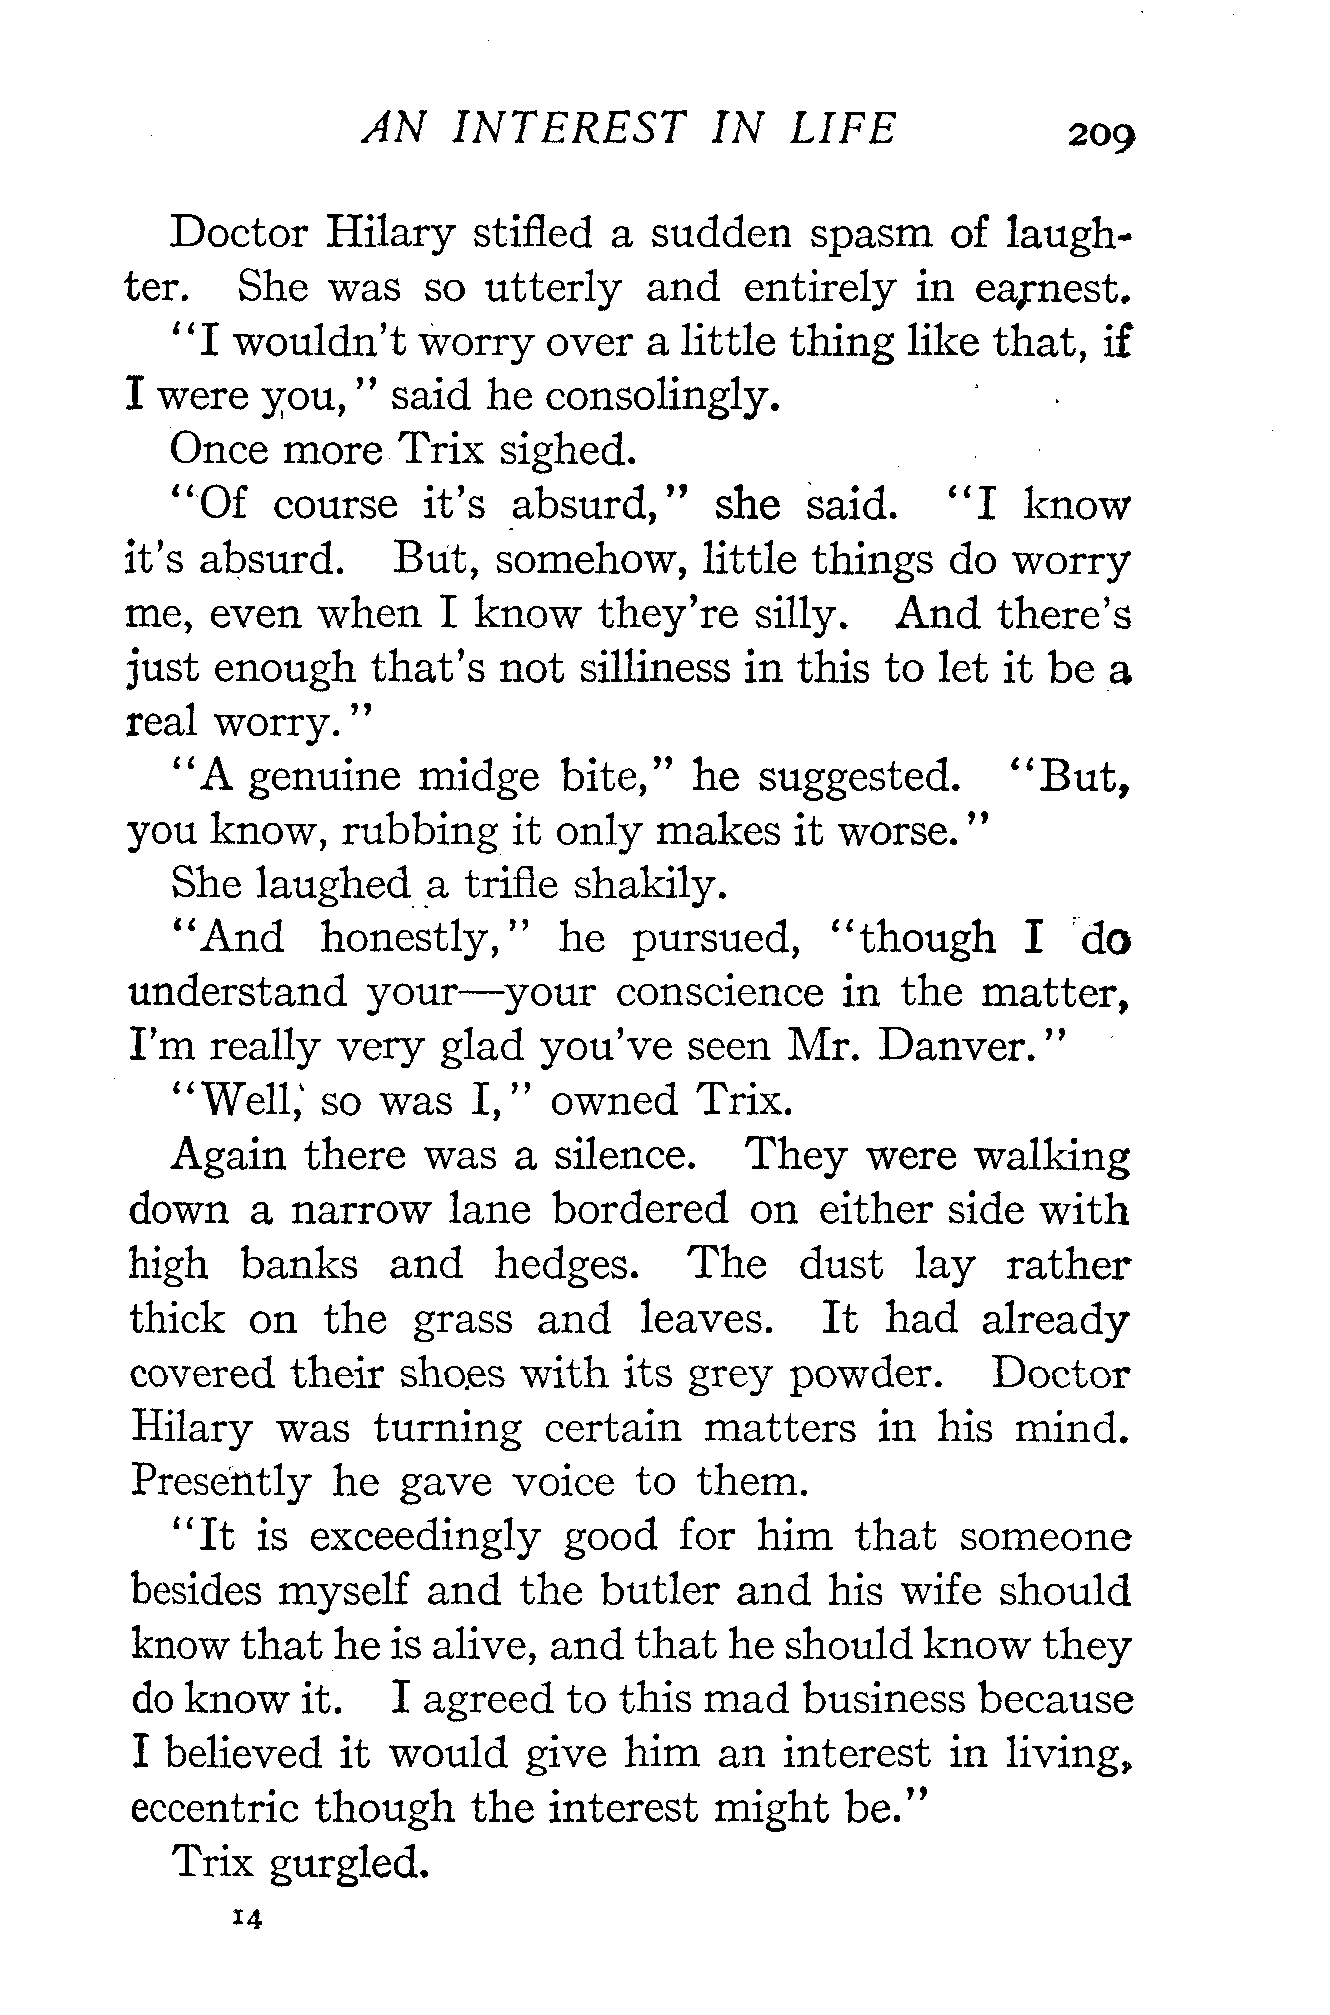 AN INTEREST IN LIFE 209
Doctor Hilary stifled a sudden spasm of laugh-
ter. She was so utterly and entirely in earnest.
"I wouldn't worry over a little thing like that, if
I were you," said he consolingly.
Once more Trix sighed.
"Of course it's absurd," she said. "I know
it's absurd. But, somehow, little things do worry
me, even when I know they're silly. And there's
just enough that's not silliness in this to let it be a
real worry."
"A genuine midge bite," he suggested. "But,
you know, rubbing it only makes it worse."
She laughed a trifle shakily.
"And honestly," he pursued, "though I do
understand your—your conscience in the matter,
I'm really very glad you've seen Mr. Danver."
"Well, so was I," owned Trix.
Again there was a silence. They were walking
down a narrow lane bordered on either side with
high banks and hedges. The dust lay rather
thick on the grass and leaves. It had already
covered their shoes with its grey powder. Doctor
Hilary was turning certain matters in his mind.
Presently he gave voice to them.
"It is exceedingly good for him that someone
besides myself and the butler and his wife should
know that he is alive, and that he should know they
do know it. I agreed to this mad business because
I believed it would give him an interest in living,
eccentric though the interest might be."
Trix gurgled.
14